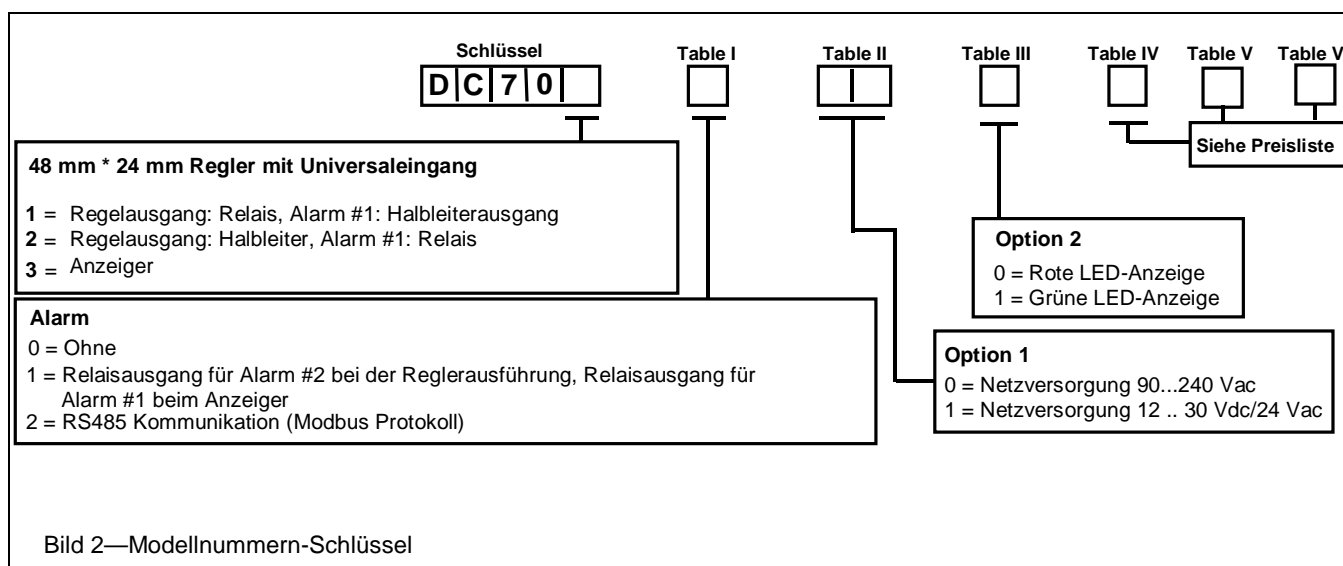 Schlüssel Table I Table II Table III Table IV Table V Table V
D C 7 0
Siehe Preisliste
48 mm * 24 mm Regler mit Universaleingang
1 = Regelausgang: Relais, Alarm #1: Halbleiterausgang
2 = Regelausgang: Halbleiter, Alarm #1: Relais
3 = Anzeiger
Option 2
0 = Rote LED-Anzeige
1 = Grüne LED-Anzeige
Alarm
0 = Ohne
1 = Relaisausgang für Alarm #2 bei der Reglerausführung, Relaisausgang für
Alarm #1 beim Anzeiger
2 = RS485 Kommunikation (Modbus Protokoll)
Option 1
0 = Netzversorgung 90...240 Vac
1 = Netzversorgung 12 .. 30 Vdc/24 Vac
Bild 2—Modellnummern-Schlüssel